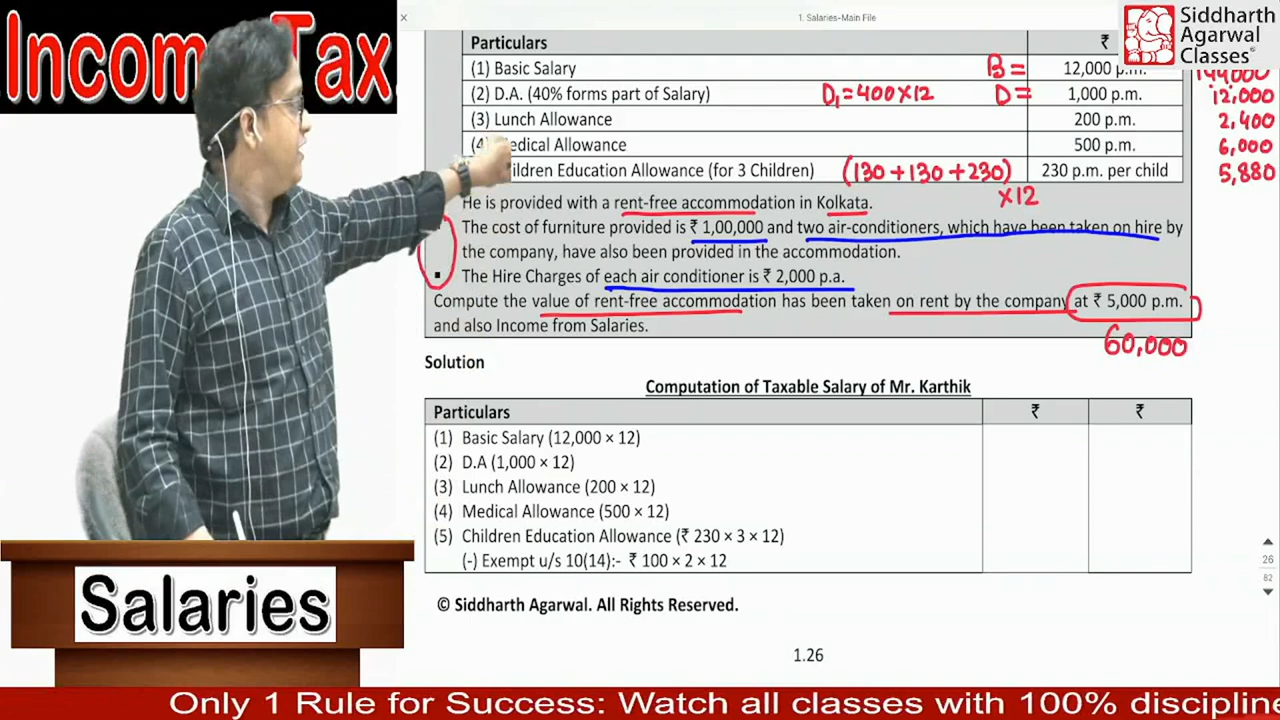 Income Tax
1. Salaries-Main File
Siddharth
Agarwal
Classes
Particulars ₹
(1) Basic Salary B = 12,000 p.m. 144000
(2) D.A. (40% forms part of Salary) D₁ = 400 × 12 D = 1,000 p.m. 12,000
(3) Lunch Allowance 200 p.m. 2,400
(4) Medical Allowance 500 p.m. 6,000
ildren Education Allowance (for 3 Children) (130 + 130 + 230) 230 p.m. per child 5,880
×12
He is provided with a rent-free accommodation in Kolkata.
The cost of furniture provided is ₹ 1,00,000 and two air-conditioners, which have been taken on hire by
the company, have also been provided in the accommodation.
▪ The Hire Charges of each air conditioner is ₹ 2,000 p.a.
Compute the value of rent-free accommodation has been taken on rent by the company at ₹ 5,000 p.m.
and also Income from Salaries.
60,000
Solution
Computation of Taxable Salary of Mr. Karthik
Particulars ₹ ₹
(1) Basic Salary (12,000 × 12)
(2) D.A (1,000 × 12)
(3) Lunch Allowance (200 × 12)
(4) Medical Allowance (500 × 12)
(5) Children Education Allowance (₹ 230 × 3 × 12)
(-) Exempt u/s 10(14):- ₹ 100 × 2 × 12
© Siddharth Agarwal. All Rights Reserved.
1.26
26
82
Salaries
Only 1 Rule for Success: Watch all classes with 100% discipline